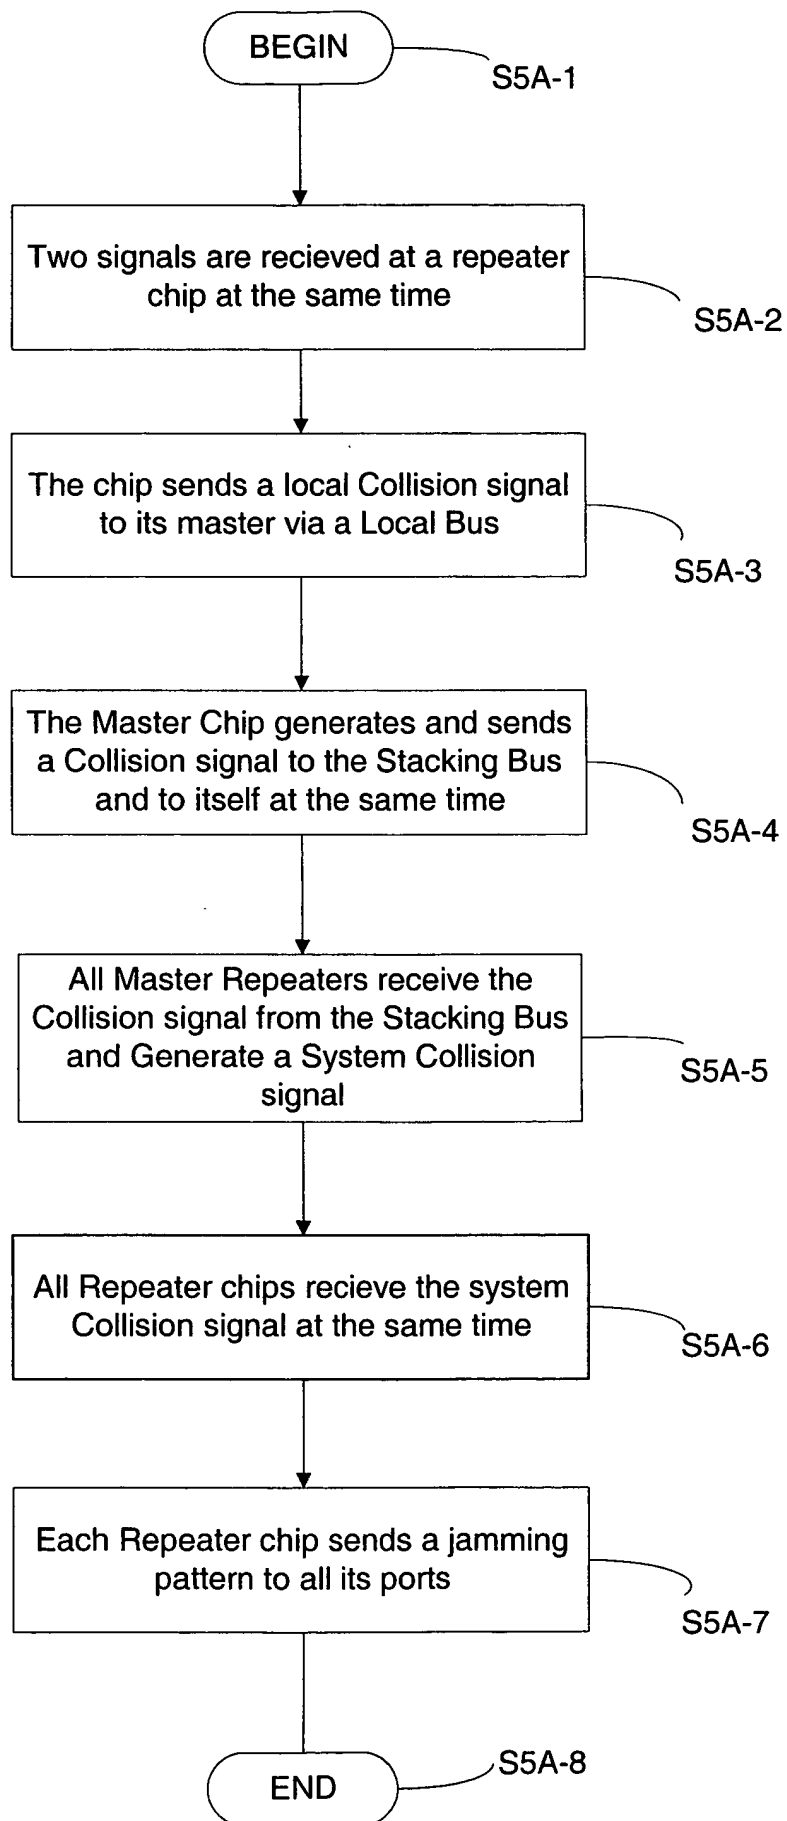 BEGIN
S5A-1
Two signals are recieved at a repeater
chip at the same time
S5A-2
The chip sends a local Collision signal
to its master via a Local Bus
S5A-3
The Master Chip generates and sends
a Collision signal to the Stacking Bus
and to itself at the same time
S5A-4
All Master Repeaters receive the
Collision signal from the Stacking Bus
and Generate a System Collision
signal
S5A-5
All Repeater chips recieve the system
Collision signal at the same time
S5A-6
Each Repeater chip sends a jamming
pattern to all its ports
S5A-7
END
S5A-8